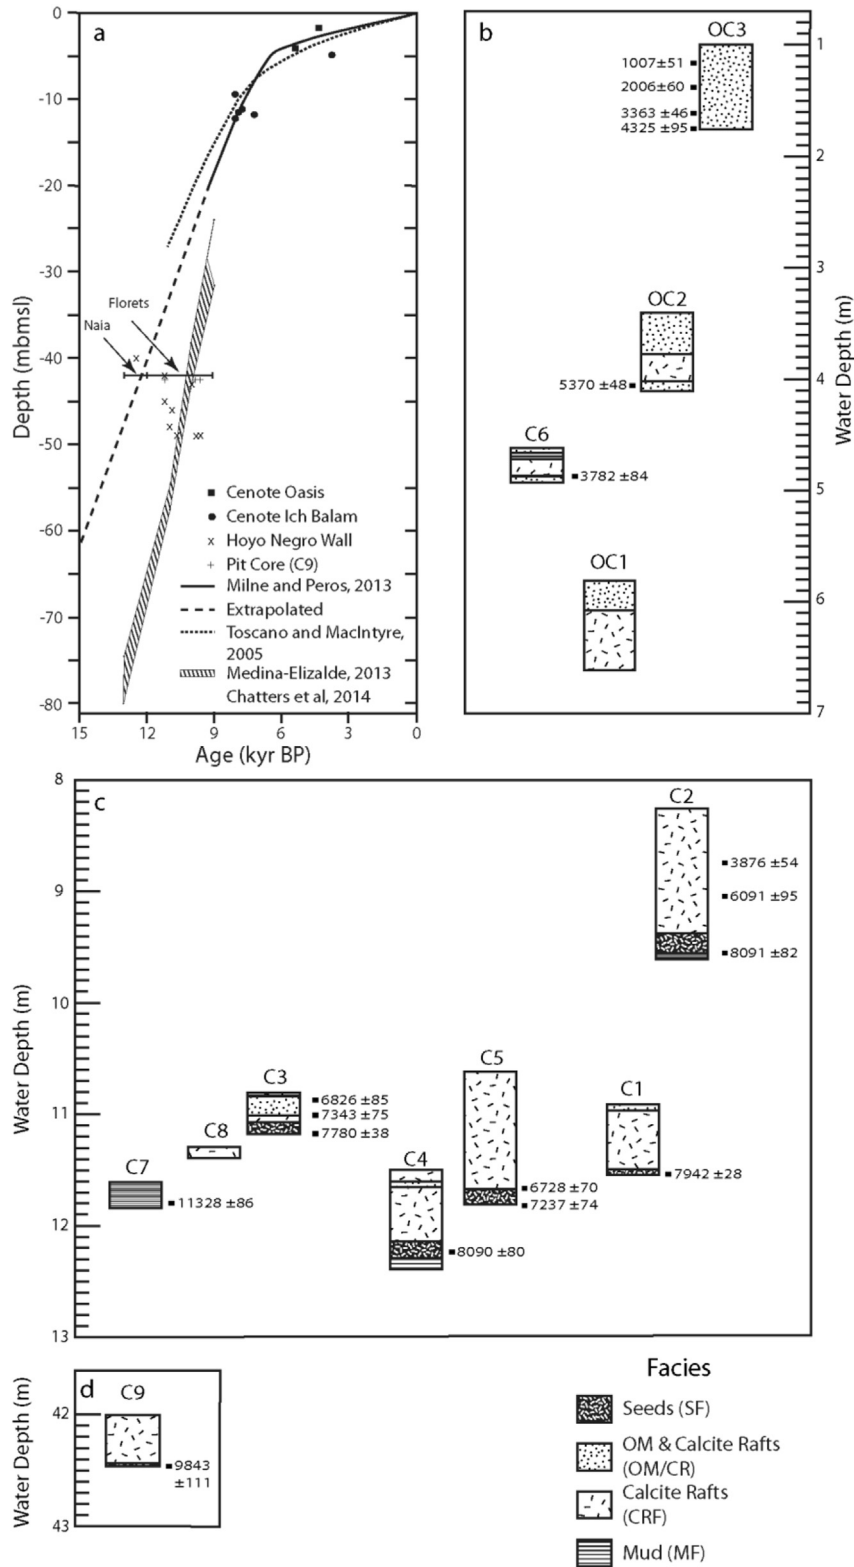 a
0
-10
-20
-30
-40
-50
-60
-70
-80
Depth (mbmsl)
Florets
Naia
Cenote Oasis
Cenote Ich Balam
x Hoyo Negro Wall
+ Pit Core (C9)
Milne and Peros, 2013
Extrapolated
Toscano and MacIntyre,
2005
Medina-Elizalde, 2013
Chatters et al, 2014
15 12 9 6 3 0
Age (kyr BP)
b
OC3
1007±51
2006±60
3363 ±46
4325 ±95
OC2
5370 ±48
C6
3782 ±84
OC1
1
2
3
4
5
6
7
Water Depth (m)
c
8
9
10
11
12
13
Water Depth (m)
C2
3876 ±54
6091 ±95
8091 ±82
C5
6728 ±70
7237 ±74
C1
7942 ±28
C3
6826 ±85
7343 ±75
7780 ±38
C8
C7
11328 ±86
C4
8090 ±80
d
C9
42
43
Water Depth (m)
9843
±111
Facies
Seeds (SF)
OM & Calcite Rafts
(OM/CR)
Calcite Rafts
(CRF)
Mud (MF)